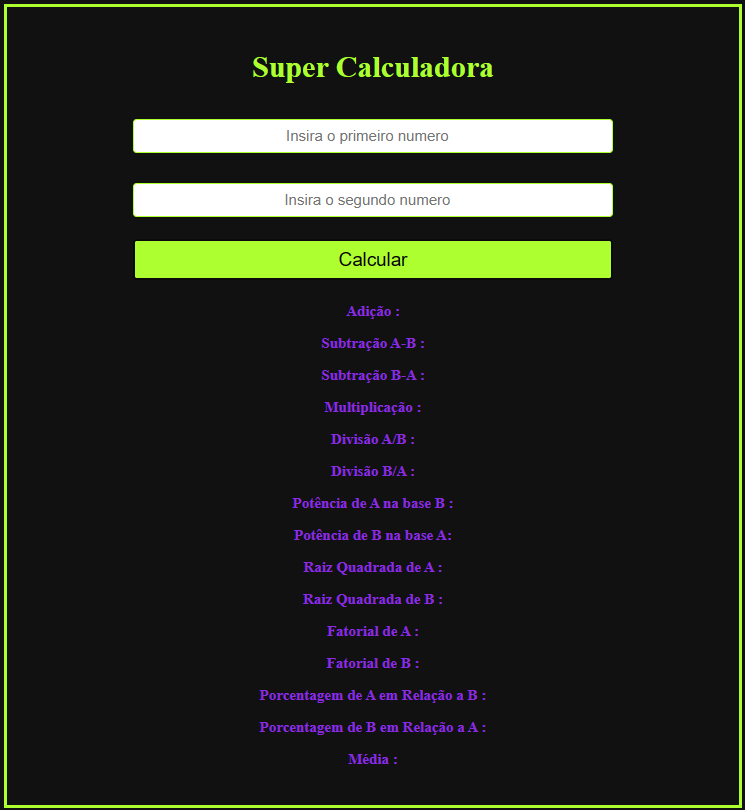 Super Calculadora
Insira o primeiro numero
Insira o segundo numero
Calcular
Adição :
Subtração A-B :
Subtração B-A :
Multiplicação :
Divisão A/B :
Divisão B/A :
Potência de A na base B :
Potência de B na base A:
Raiz Quadrada de A :
Raiz Quadrada de B :
Fatorial de A :
Fatorial de B :
Porcentagem de A em Relação a B :
Porcentagem de B em Relação a A :
Média :